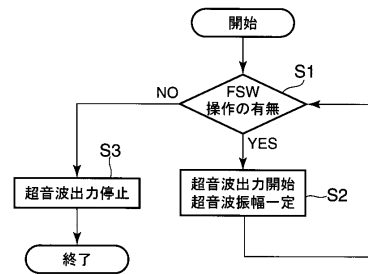 開始
S1
FSW
操作の有無
NO
YES
S3
超音波出力停止
超音波出力開始
超音波振幅一定
S2
終了